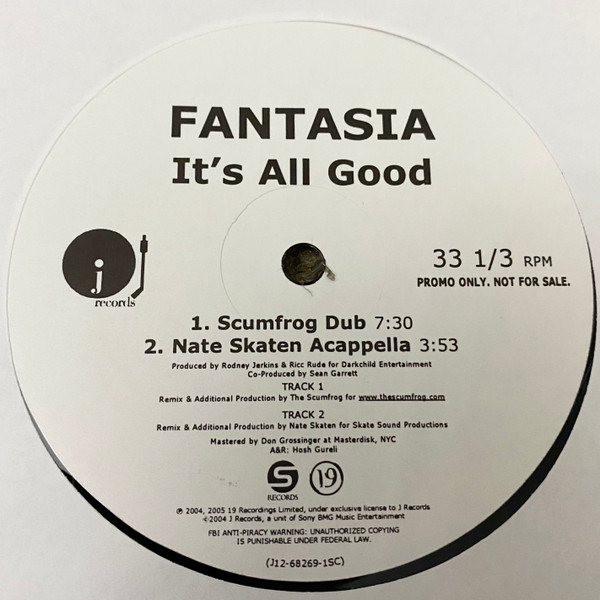 FANTASIA
It's All Good
j
records
33 1/3 RPM
PROMO ONLY. NOT FOR SALE.
1. Scumfrog Dub 7:30
2. Nate Skaten Acappella 3:53
Produced by Rodney Jerkins & Ricc Rude for Darkchild Entertainment
Co-Produced by Sean Garrett
TRACK 1
Remix & Additional Production by The Scumfrog for www.thescumfrog.com
TRACK 2
Remix & Additional Production by Nate Skaten for Skate Sound Productions
Mastered by Don Grossinger at Masterdisk, NYC
A&R: Hosh Gureli
S
RECORDS
19
℗ 2004, 2005 19 Recordings Limited, under exclusive license to J Records
© 2004 J Records, a unit of Sony BMG Music Entertainment
FBI ANTI-PIRACY WARNING: UNAUTHORIZED COPYING
IS PUNISHABLE UNDER FEDERAL LAW.
(J12-68269-1SC)